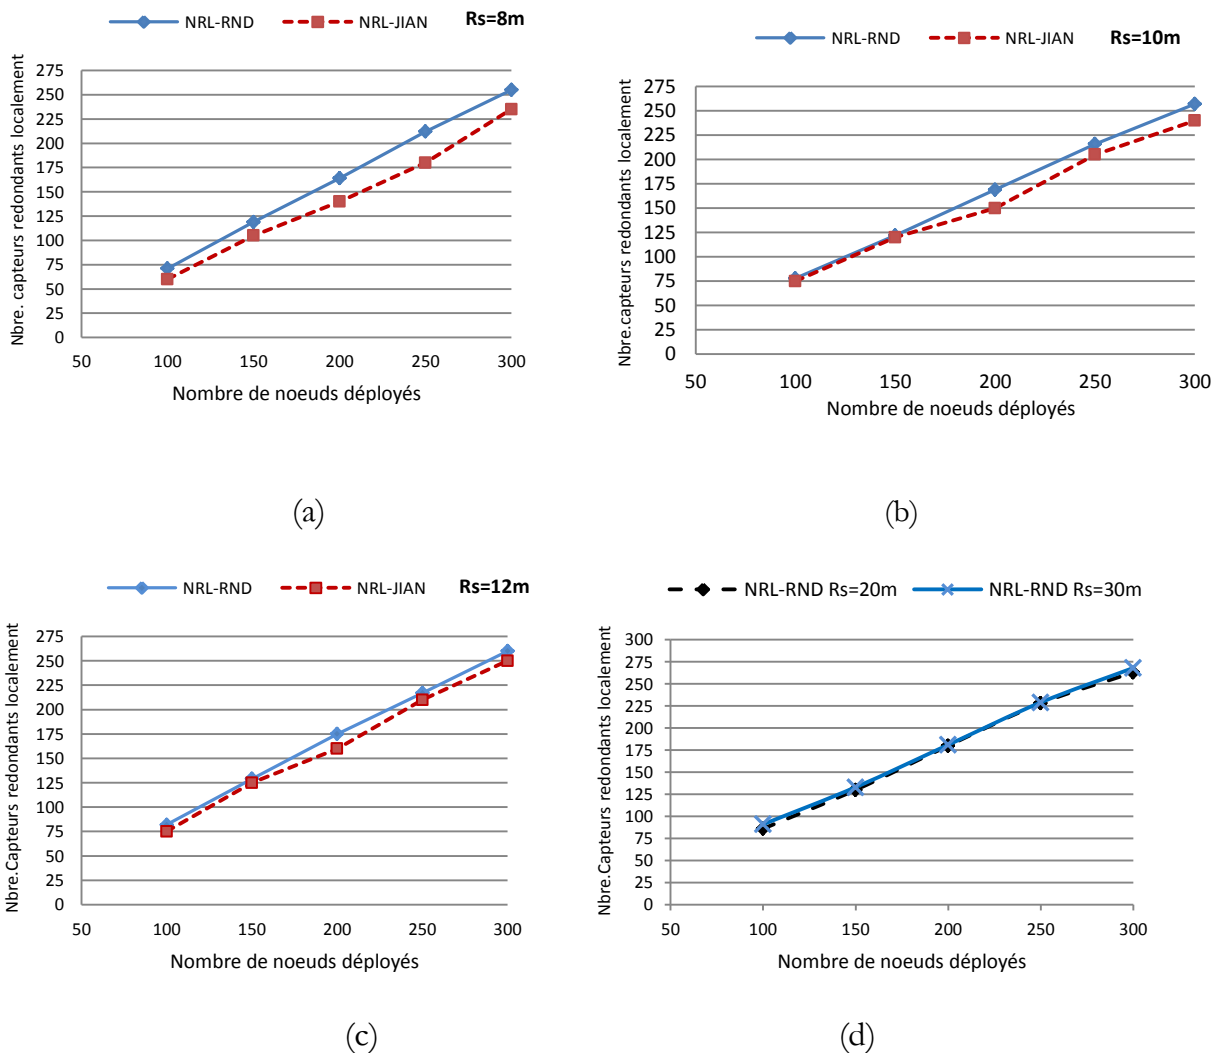 NRL-RND NRL-JIAN Rs=8m
Nbre. capteurs redondants localement
275
250
225
200
175
150
125
100
75
50
25
0
50 100 150 200 250 300
Nombre de noeuds déployés
(a)
NRL-RND NRL-JIAN Rs=10m
Nbre.capteurs redondants localement
275
250
225
200
175
150
125
100
75
50
25
0
50 100 150 200 250 300
Nombre de noeuds déployés
(b)
NRL-RND NRL-JIAN Rs=12m
Nbre.Capteurs redondants localement
275
250
225
200
175
150
125
100
75
50
25
0
50 100 150 200 250 300
Nombre de noeuds déployés
(c)
NRL-RND Rs=20m NRL-RND Rs=30m
Nbre.Capteurs redondants localement
300
275
250
225
200
175
150
125
100
75
50
25
0
50 100 150 200 250 300
Nombre de noeuds déployés
(d)